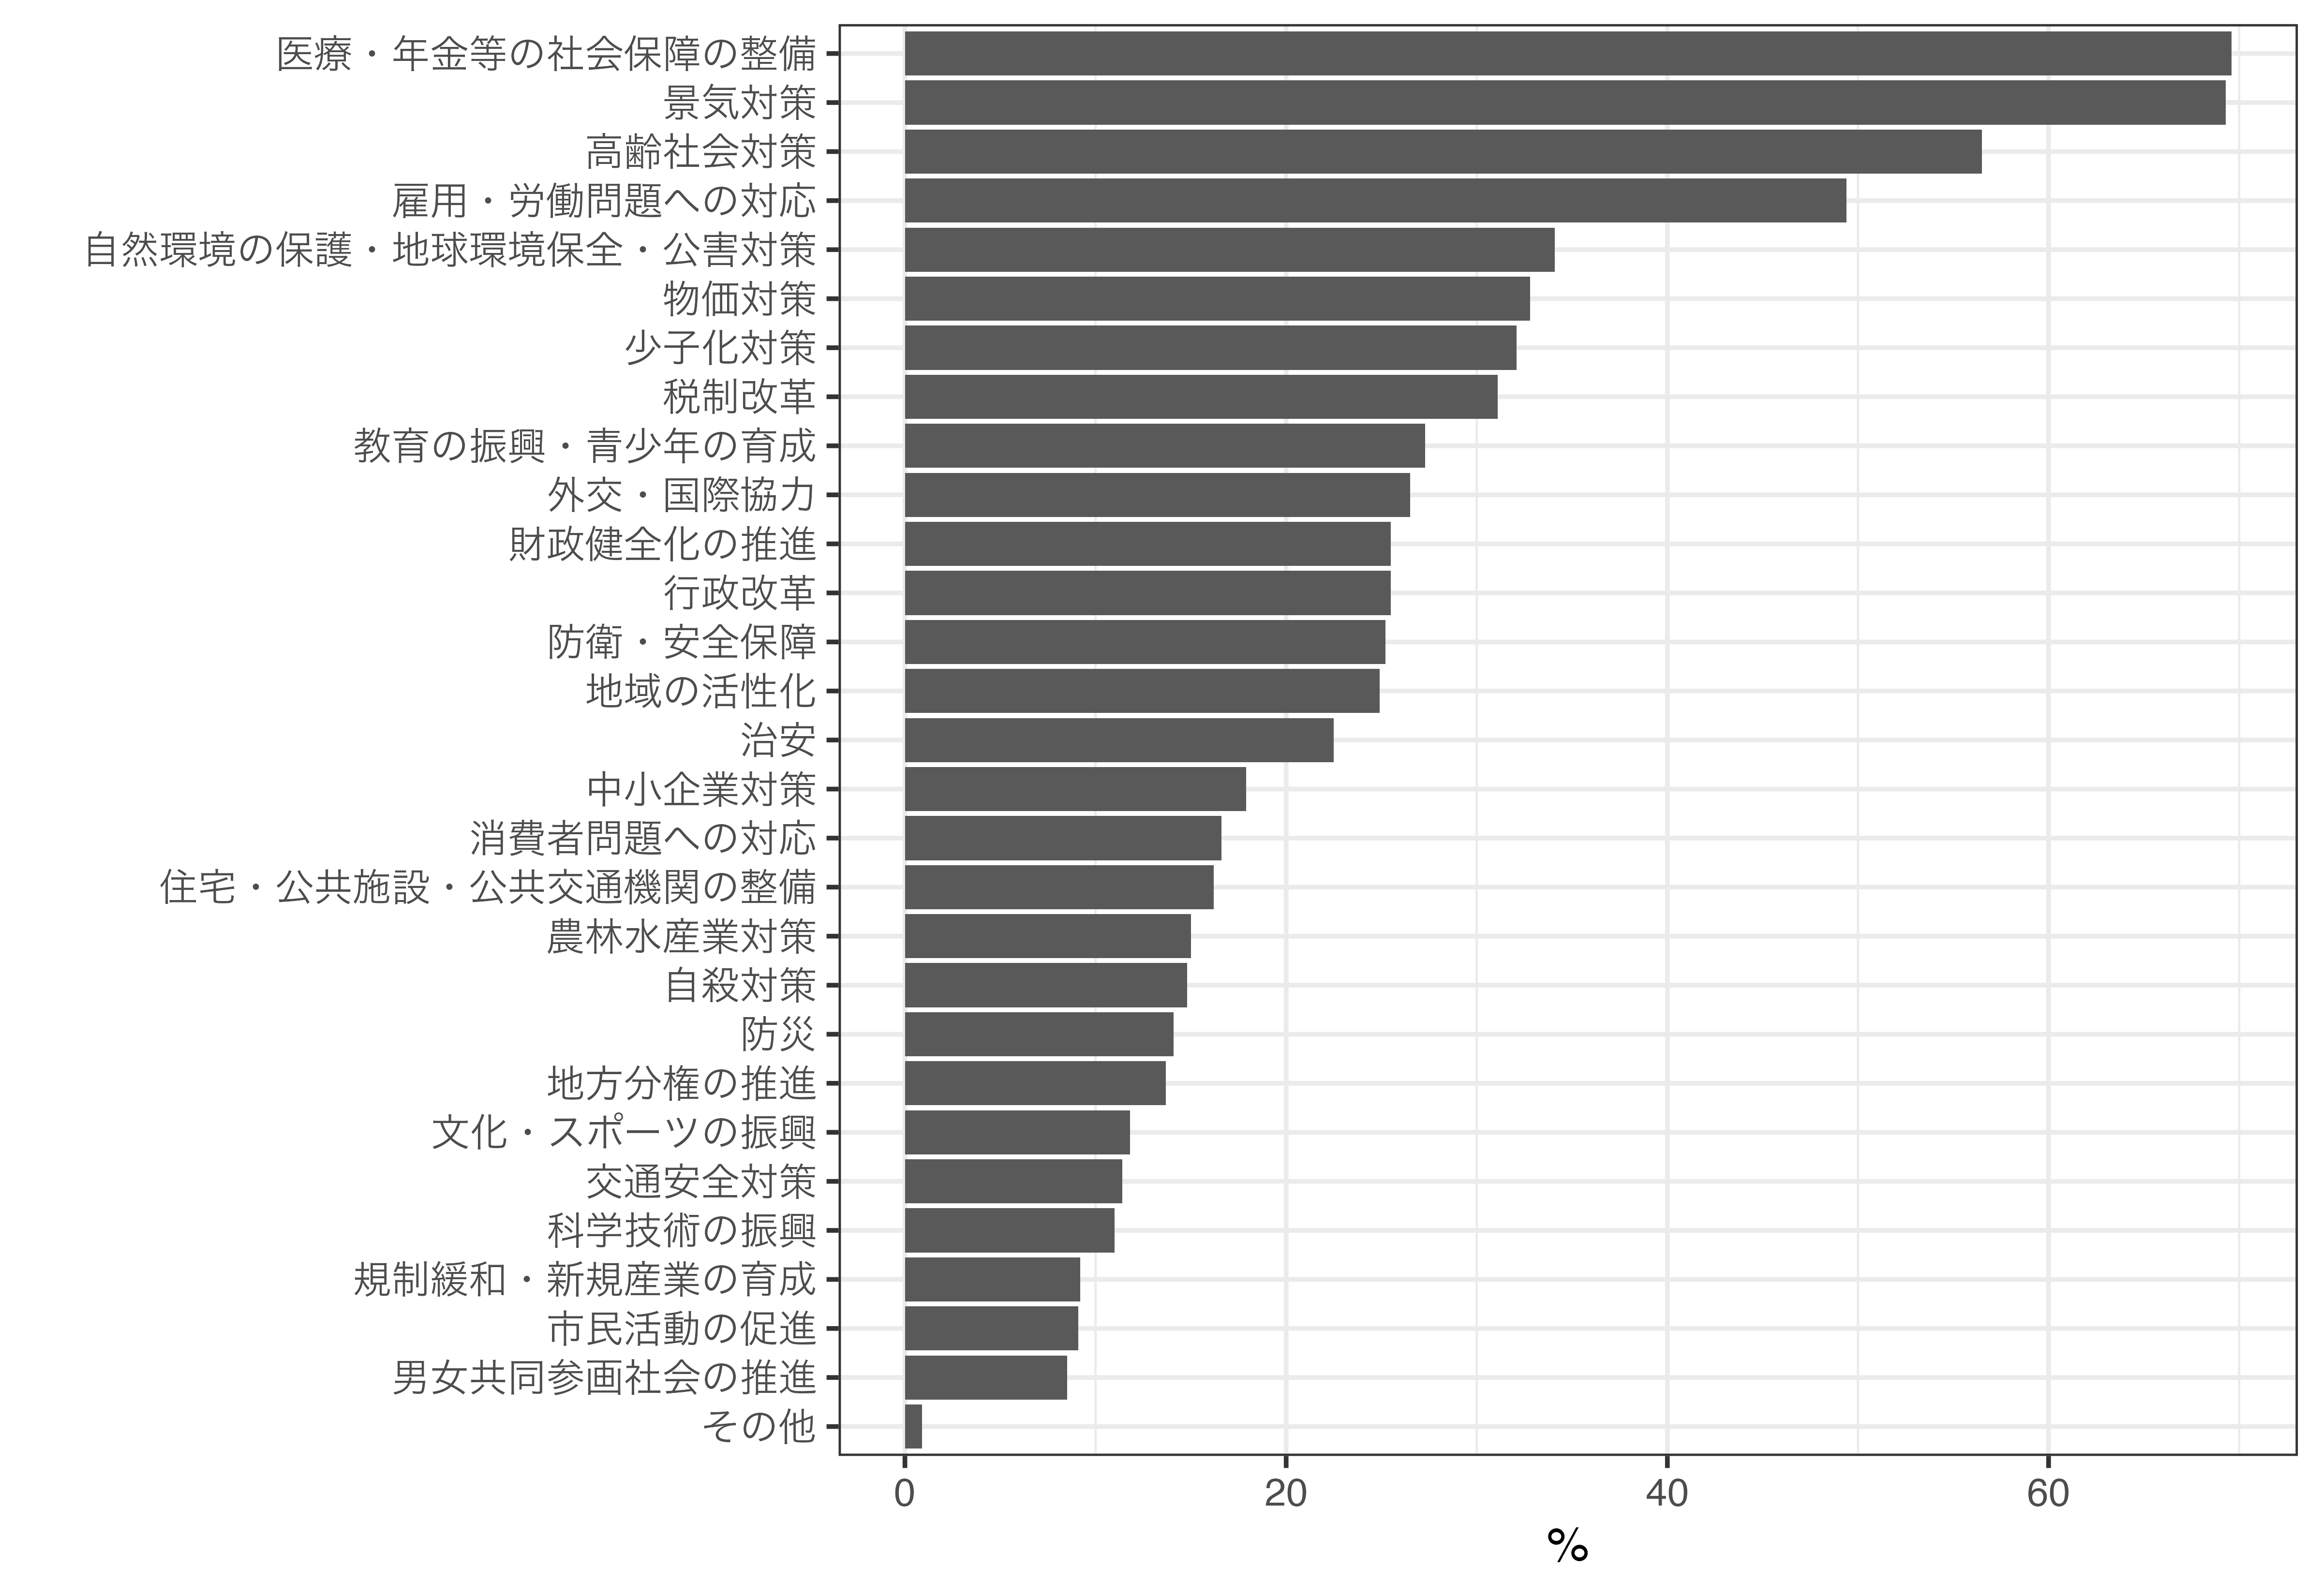 医療・年金等の社会保障の整備
景気対策
高齢社会対策
雇用・労働問題への対応
自然環境の保護・地球環境保全・公害対策
物価対策
少子化対策
税制改革
教育の振興・青少年の育成
外交・国際協力
財政健全化の推進
行政改革
防衛・安全保障
地域の活性化
治安
中小企業対策
消費者問題への対応
住宅・公共施設・公共交通機関の整備
農林水産業対策
自殺対策
防災
地方分権の推進
文化・スポーツの振興
交通安全対策
科学技術の振興
規制緩和・新規産業の育成
市民活動の促進
男女共同参画社会の推進
その他
0 20 40 60
%